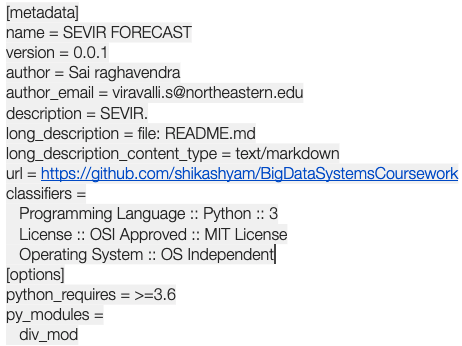 [metadata]
name = SEVIR FORECAST
version = 0.0.1
author = Sai raghavendra
author_email = viravalli.s@northeastern.edu
description = SEVIR.
long_description = file: README.md
long_description_content_type = text/markdown
url = https://github.com/shikashyam/BigDataSystemsCoursework
classifiers =
Programming Language :: Python :: 3
License :: OSI Approved :: MIT License
Operating System :: OS Independent
[options]
python_requires = >=3.6
py_modules =
div_mod